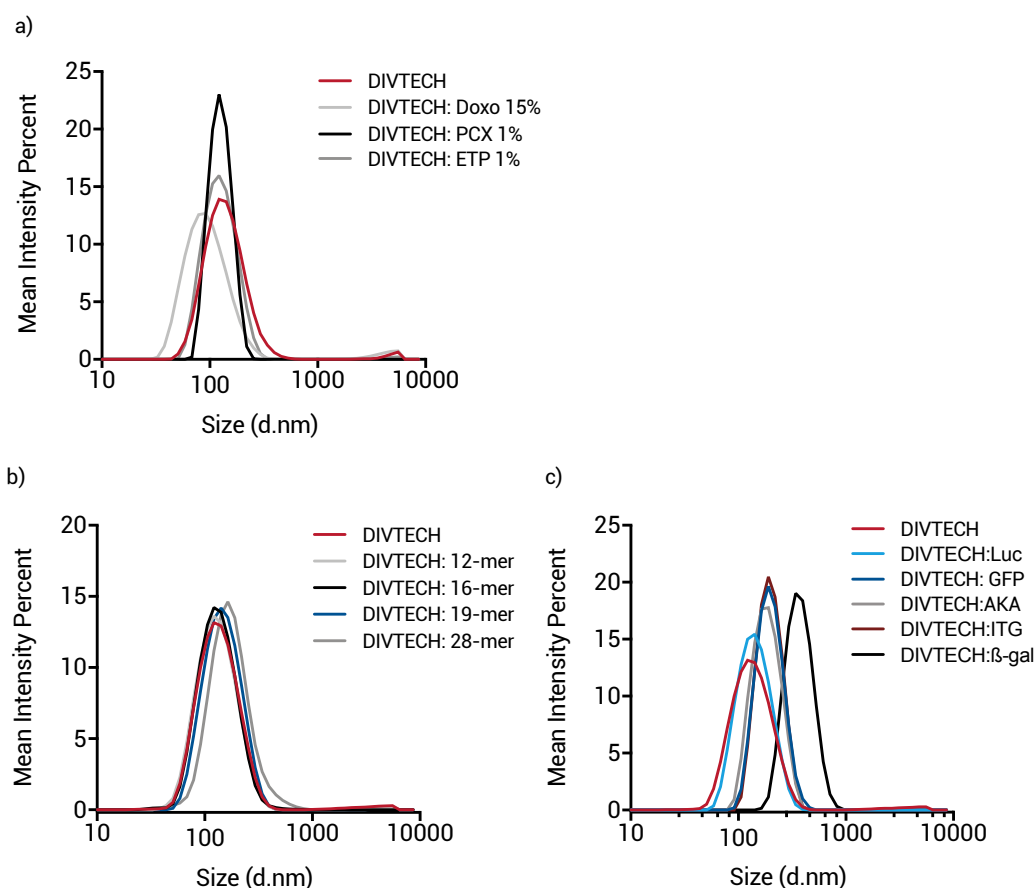 a)
25
20
15
10
5
0
Mean Intensity Percent
10
100
1000
10000
Size (d.nm)
DIVTECH
DIVTECH: Doxo 15%
DIVTECH: PCX 1%
DIVTECH: ETP 1%
b)
20
15
10
5
0
Mean Intensity Percent
10
100
1000
10000
Size (d.nm)
DIVTECH
DIVTECH: 12-mer
DIVTECH: 16-mer
DIVTECH: 19-mer
DIVTECH: 28-mer
c)
25
20
15
10
5
0
Mean Intensity Percent
10
100
1000
10000
Size (d.nm)
DIVTECH
DIVTECH:Luc
DIVTECH: GFP
DIVTECH:AKA
DIVTECH:ITG
DIVTECH:ß-gal